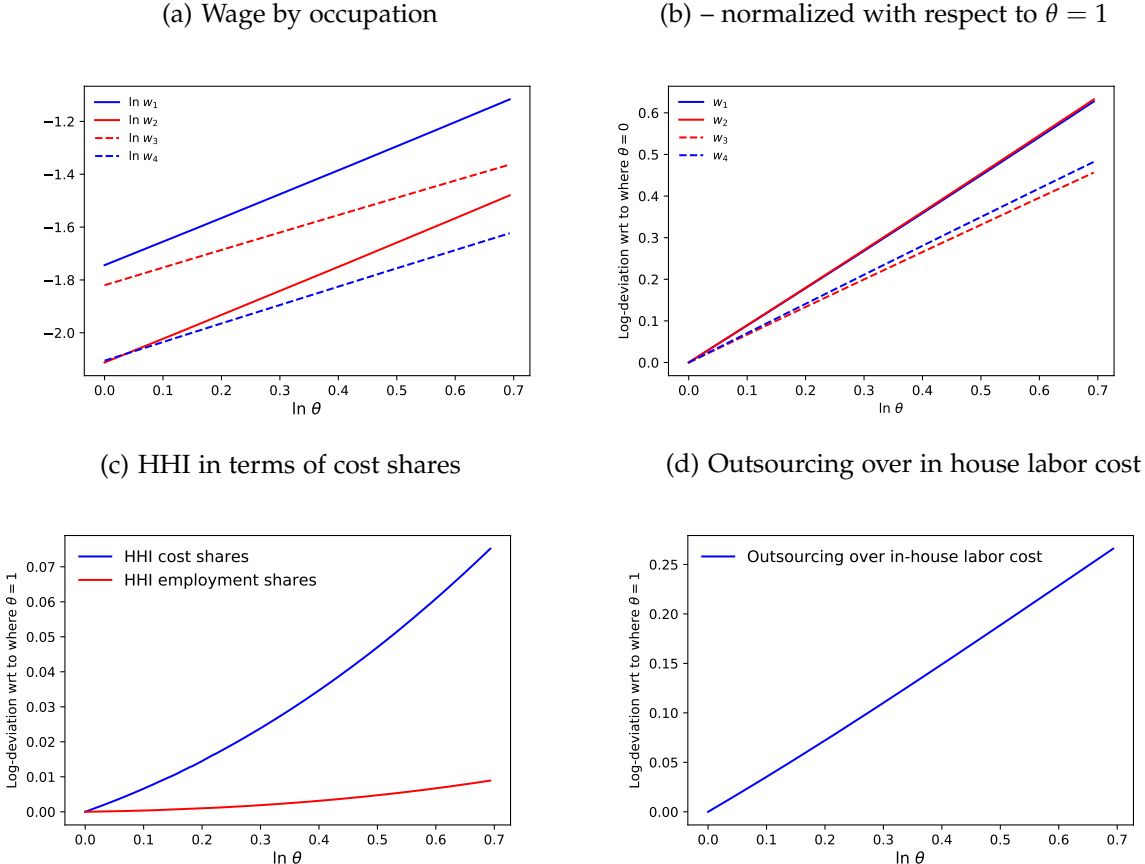 (a) Wage by occupation
(b) – normalized with respect to θ = 1
ln w₁
ln w₂
ln w₃
ln w₄
−1.2
−1.4
−1.6
−1.8
−2.0
0.0 0.1 0.2 0.3 0.4 0.5 0.6 0.7
ln θ
w₁
w₂
w₃
w₄
Log-deviation wrt to where θ = 0
0.6
0.5
0.4
0.3
0.2
0.1
0.0
0.0 0.1 0.2 0.3 0.4 0.5 0.6 0.7
ln θ
(c) HHI in terms of cost shares
(d) Outsourcing over in house labor cost
HHI cost shares
HHI employment shares
Log-deviation wrt to where θ = 1
0.07
0.06
0.05
0.04
0.03
0.02
0.01
0.00
0.0 0.1 0.2 0.3 0.4 0.5 0.6 0.7
ln θ
Outsourcing over in-house labor cost
Log-deviation wrt to where θ = 1
0.25
0.20
0.15
0.10
0.05
0.00
0.0 0.1 0.2 0.3 0.4 0.5 0.6 0.7
ln θ